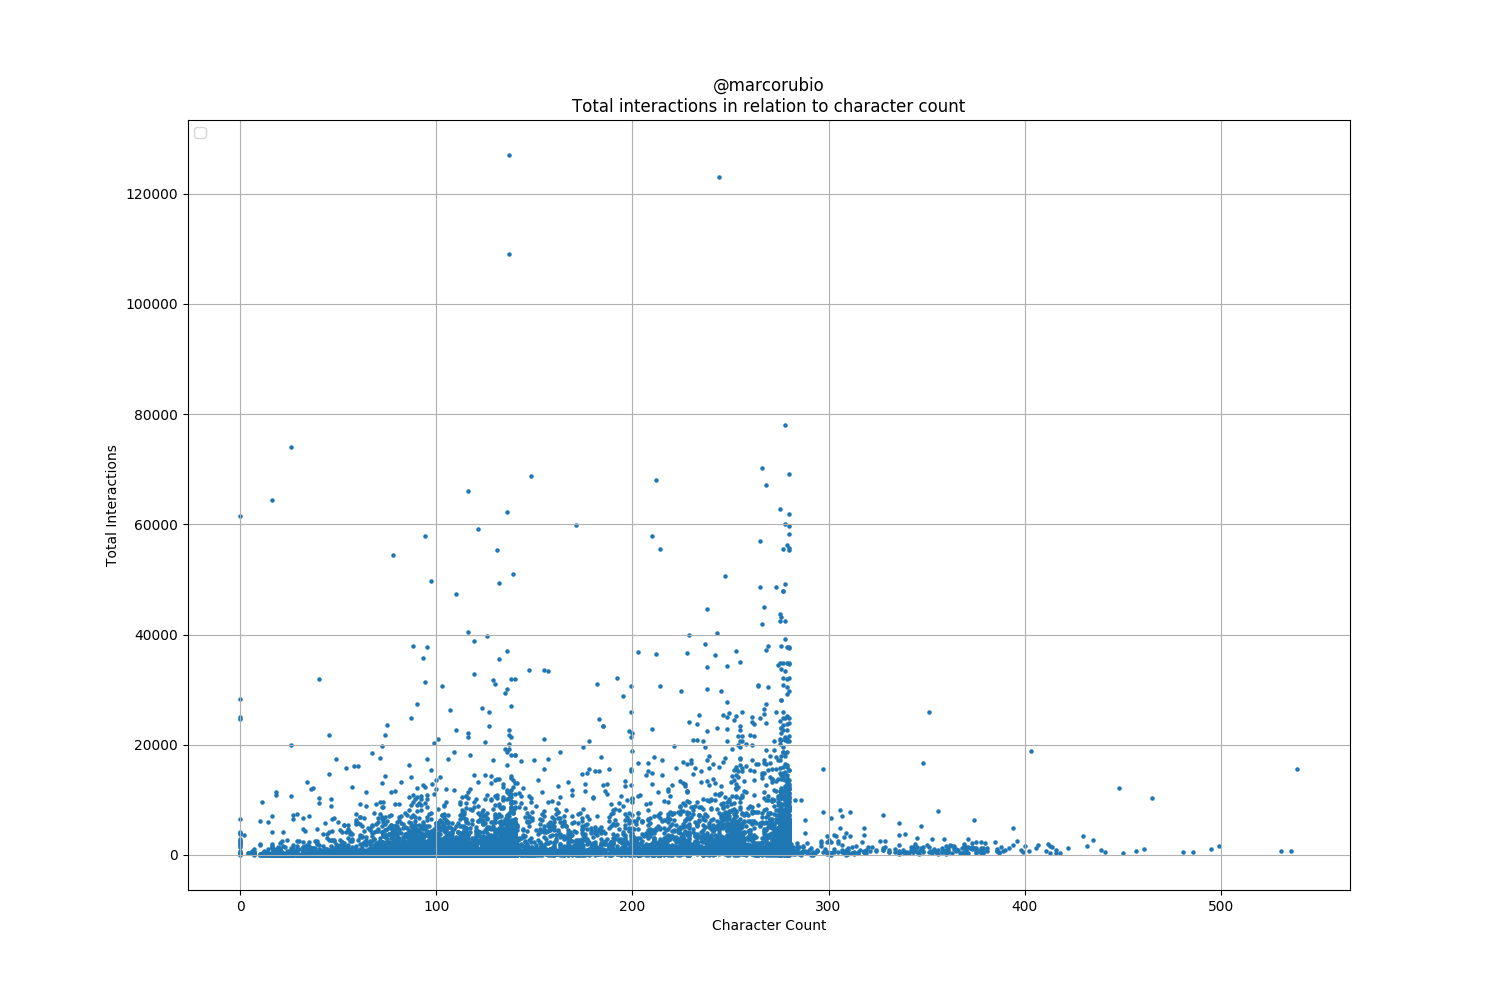 @marcorubio
Total interactions in relation to character count
120000
100000
80000
60000
40000
20000
0
Total Interactions
0 100 200 300 400 500
Character Count